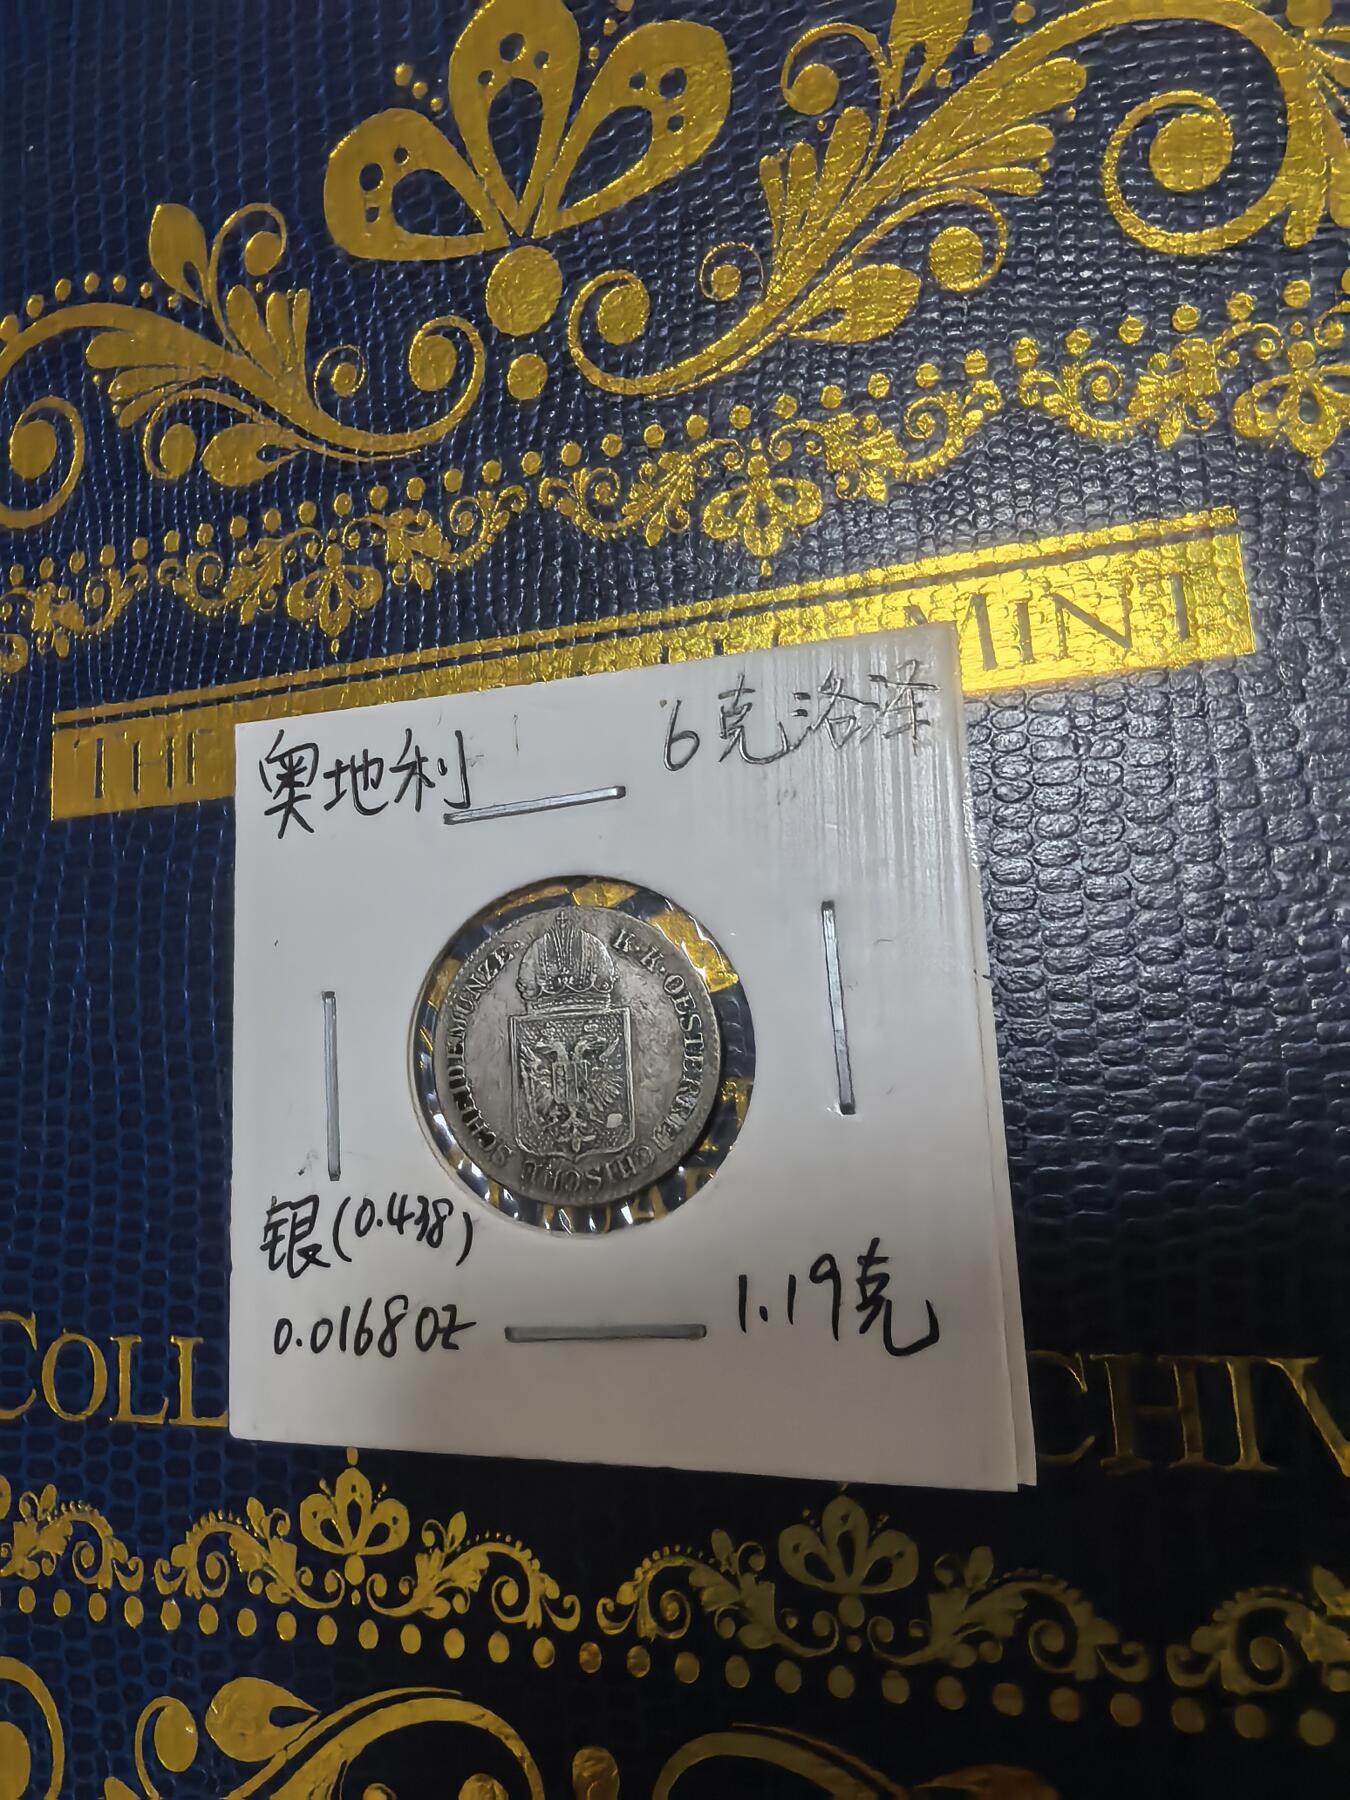 THE
MINT
奥地利
6克洛泽
K·K·OESTERREICHISCHE SCHEIDEMÜNZE·
银(0.438)
0.0168oz
1.19克
COLL
CHIV